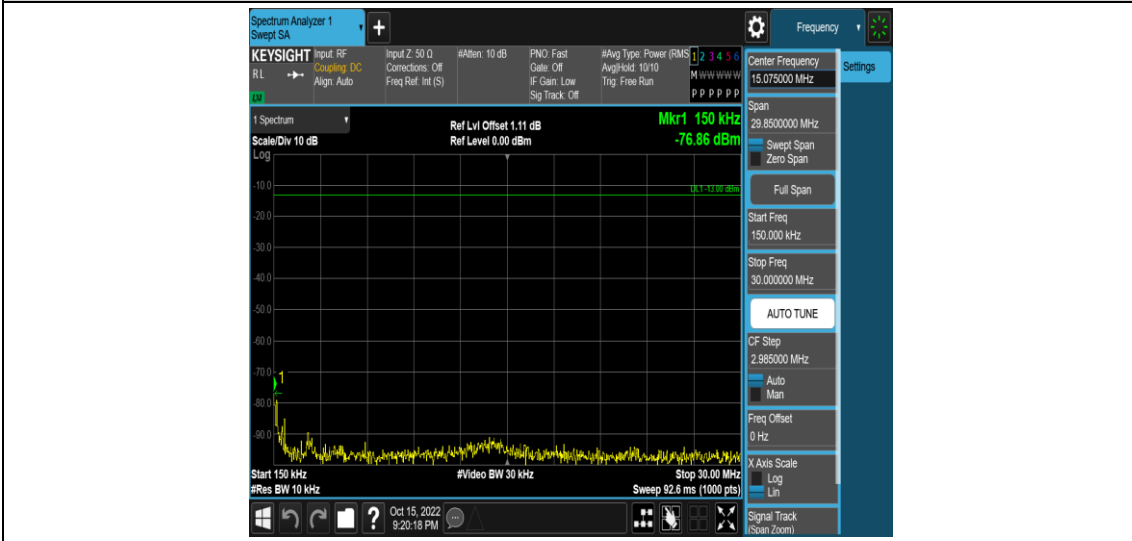 Spectrum Analyzer 1
Swept SA
+
Frequency
KEYSIGHT
RL
LXI
Input: RF
Coupling: DC
Align: Auto
Input Z: 50 Ω
Corrections: Off
Freq Ref: Int (S)
#Atten: 10 dB
PNO: Fast
Gate: Off
IF Gain: Low
Sig Track: Off
#Avg Type: Power (RMS
Avg|Hold: 10/10
Trig: Free Run
1 2 3 4 5 6
M W W W W W
P P P P P P
1 Spectrum
Scale/Div 10 dB
Log
Ref Lvl Offset 1.11 dB
Ref Level 0.00 dBm
Mkr1 150 kHz
-76.86 dBm
DL1 -13.00 dBm
-10.0
-20.0
-30.0
-40.0
-50.0
-60.0
-70.0
1
-80.0
-90.0
Start 150 kHz
#Res BW 10 kHz
#Video BW 30 kHz
Stop 30.00 MHz
Sweep 92.6 ms (1000 pts)
Center Frequency
15.075000 MHz
Settings
Span
29.8500000 MHz
Swept Span
Zero Span
Full Span
Start Freq
150.000 kHz
Stop Freq
30.000000 MHz
AUTO TUNE
CF Step
2.985000 MHz
Auto
Man
Freq Offset
0 Hz
X Axis Scale
Log
Lin
Signal Track
(Span Zoom)
?
Oct 15, 2022
9:20:18 PM